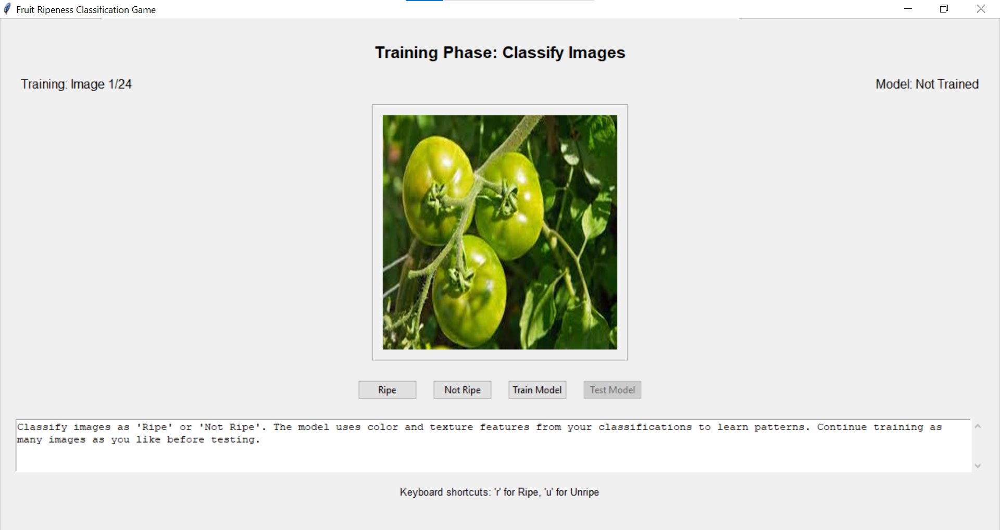 Fruit Ripeness Classification Game
Training Phase: Classify Images
Training: Image 1/24
Model: Not Trained
Ripe
Not Ripe
Train Model
Test Model
Classify images as 'Ripe' or 'Not Ripe'. The model uses color and texture features from your classifications to learn patterns. Continue training as
many images as you like before testing.
Keyboard shortcuts: 'r' for Ripe, 'u' for Unripe